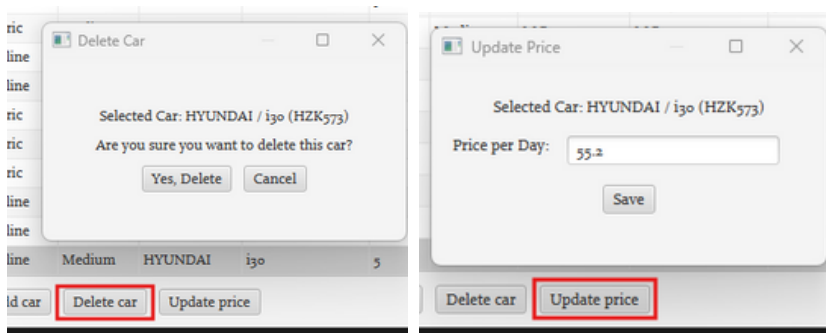 ric
Delete Car
line
line
ric
Selected Car: HYUNDAI / i30 (HZK573)
ric
Are you sure you want to delete this car?
ric
Yes, Delete
Cancel
line
line
line
Medium
HYUNDAI
i30
5
ld car
Delete car
Update price
Update Price
Selected Car: HYUNDAI / i30 (HZK573)
Price per Day:
55.2
Save
Delete car
Update price